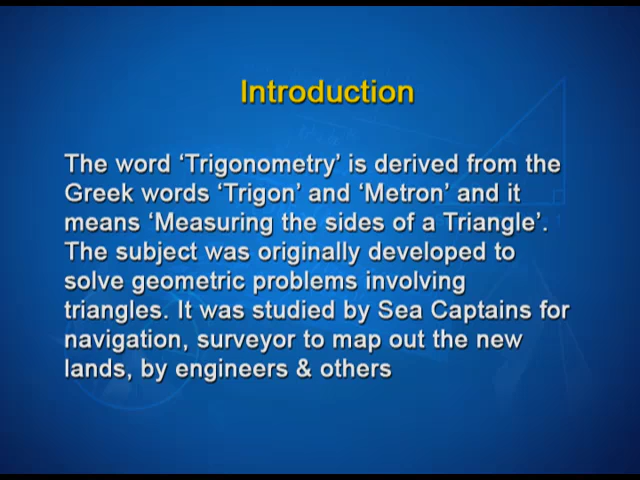 Introduction
The word ‘Trigonometry’ is derived from the
Greek words ‘Trigon’ and ‘Metron’ and it
means ‘Measuring the sides of a Triangle’.
The subject was originally developed to
solve geometric problems involving
triangles. It was studied by Sea Captains for
navigation, surveyor to map out the new
lands, by engineers & others